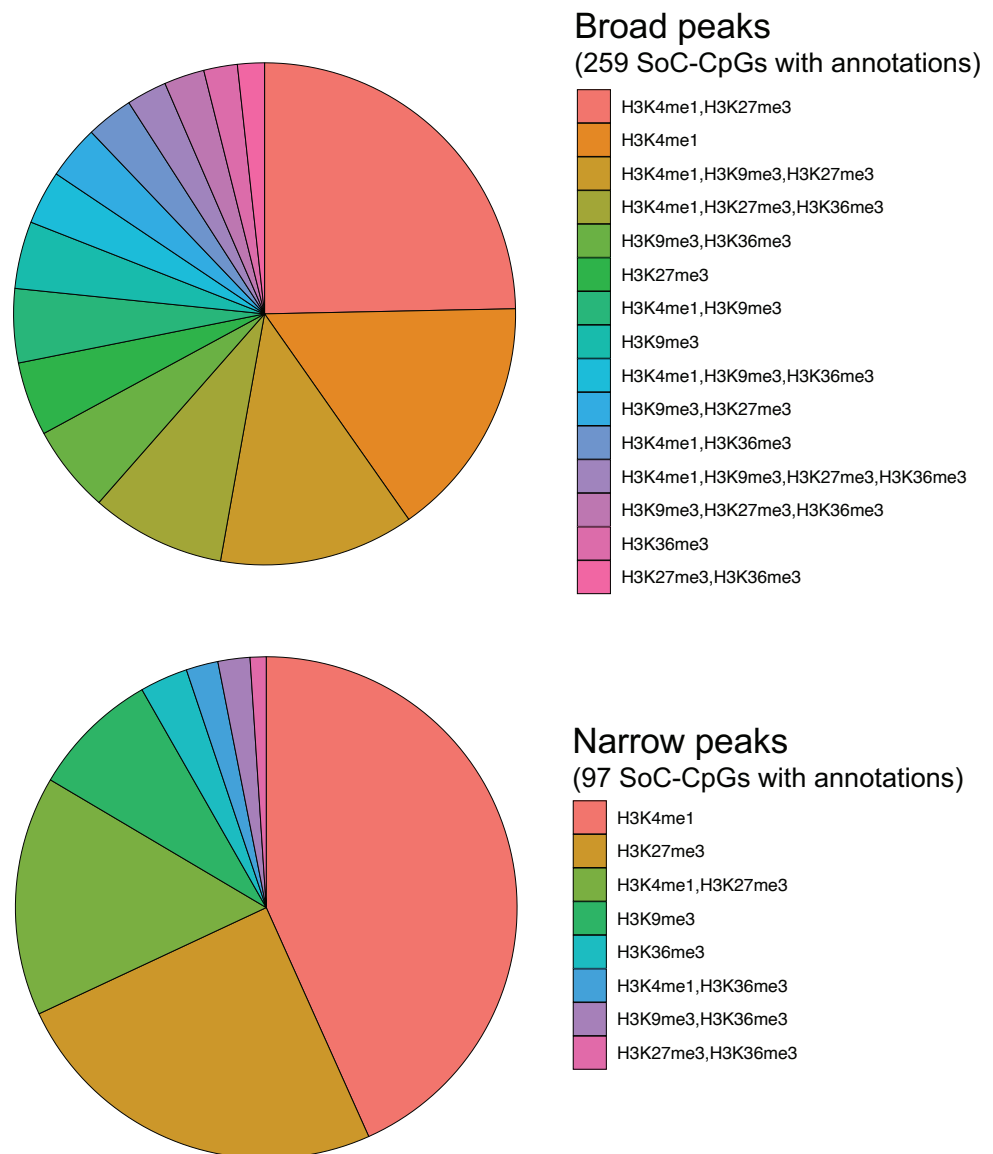 Broad peaks
(259 SoC-CpGs with annotations)
H3K4me1,H3K27me3
H3K4me1
H3K4me1,H3K9me3,H3K27me3
H3K4me1,H3K27me3,H3K36me3
H3K9me3,H3K36me3
H3K27me3
H3K4me1,H3K9me3
H3K9me3
H3K4me1,H3K9me3,H3K36me3
H3K9me3,H3K27me3
H3K4me1,H3K36me3
H3K4me1,H3K9me3,H3K27me3,H3K36me3
H3K9me3,H3K27me3,H3K36me3
H3K36me3
H3K27me3,H3K36me3
Narrow peaks
(97 SoC-CpGs with annotations)
H3K4me1
H3K27me3
H3K4me1,H3K27me3
H3K9me3
H3K36me3
H3K4me1,H3K36me3
H3K9me3,H3K36me3
H3K27me3,H3K36me3